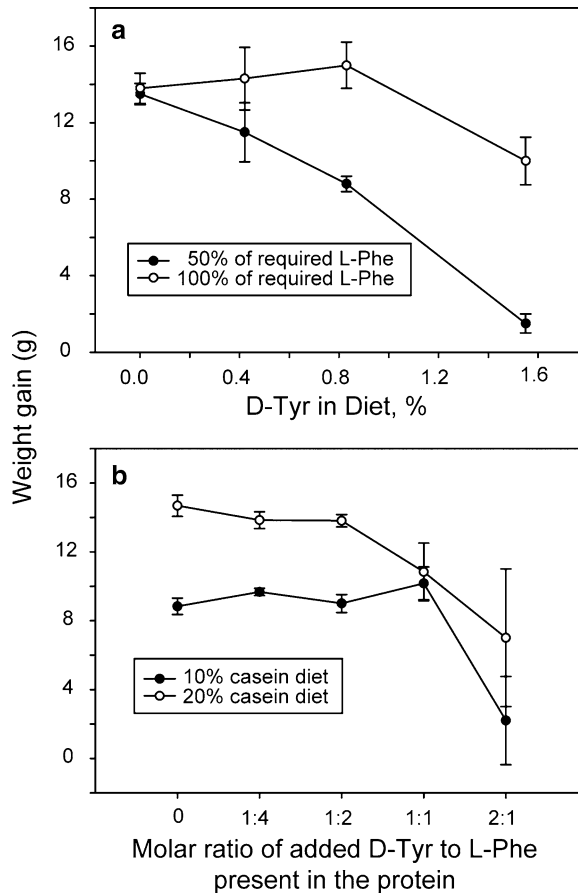 a
16
12
8
4
0
50% of required L-Phe
100% of required L-Phe
0.0 0.4 0.8 1.2 1.6
D-Tyr in Diet, %
Weight gain (g)
b
16
12
8
4
0
10% casein diet
20% casein diet
0 1:4 1:2 1:1 2:1
Molar ratio of added D-Tyr to L-Phe
present in the protein